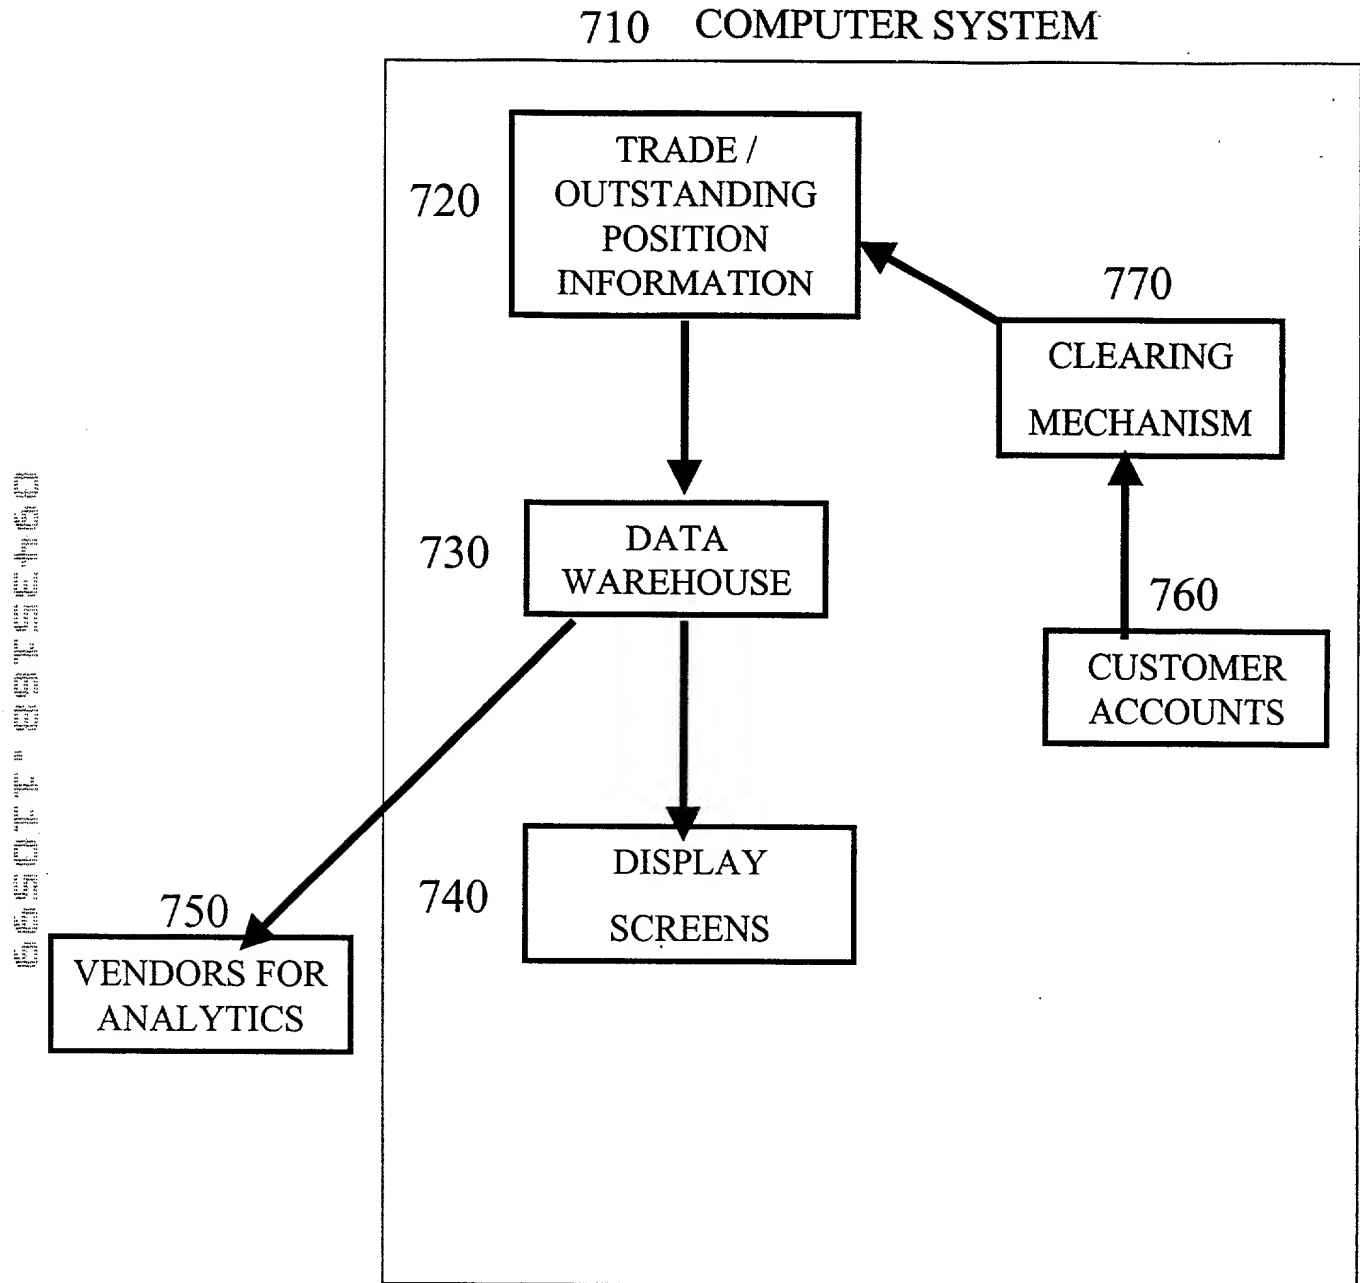 710 COMPUTER SYSTEM
720
TRADE /
OUTSTANDING
POSITION
INFORMATION
770
CLEARING
MECHANISM
730
DATA
WAREHOUSE
760
CUSTOMER
ACCOUNTS
740
DISPLAY
SCREENS
750
VENDORS FOR
ANALYTICS